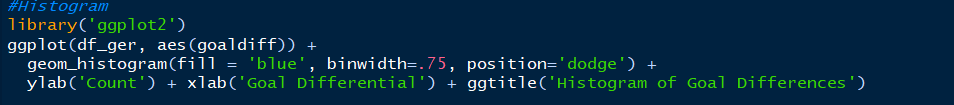 #Histogram
library('ggplot2')
ggplot(df_ger, aes(goaldiff)) +
  geom_histogram(fill = 'blue', binwidth=.75, position='dodge') +
  ylab('Count') + xlab('Goal Differential') + ggtitle('Histogram of Goal Differences')